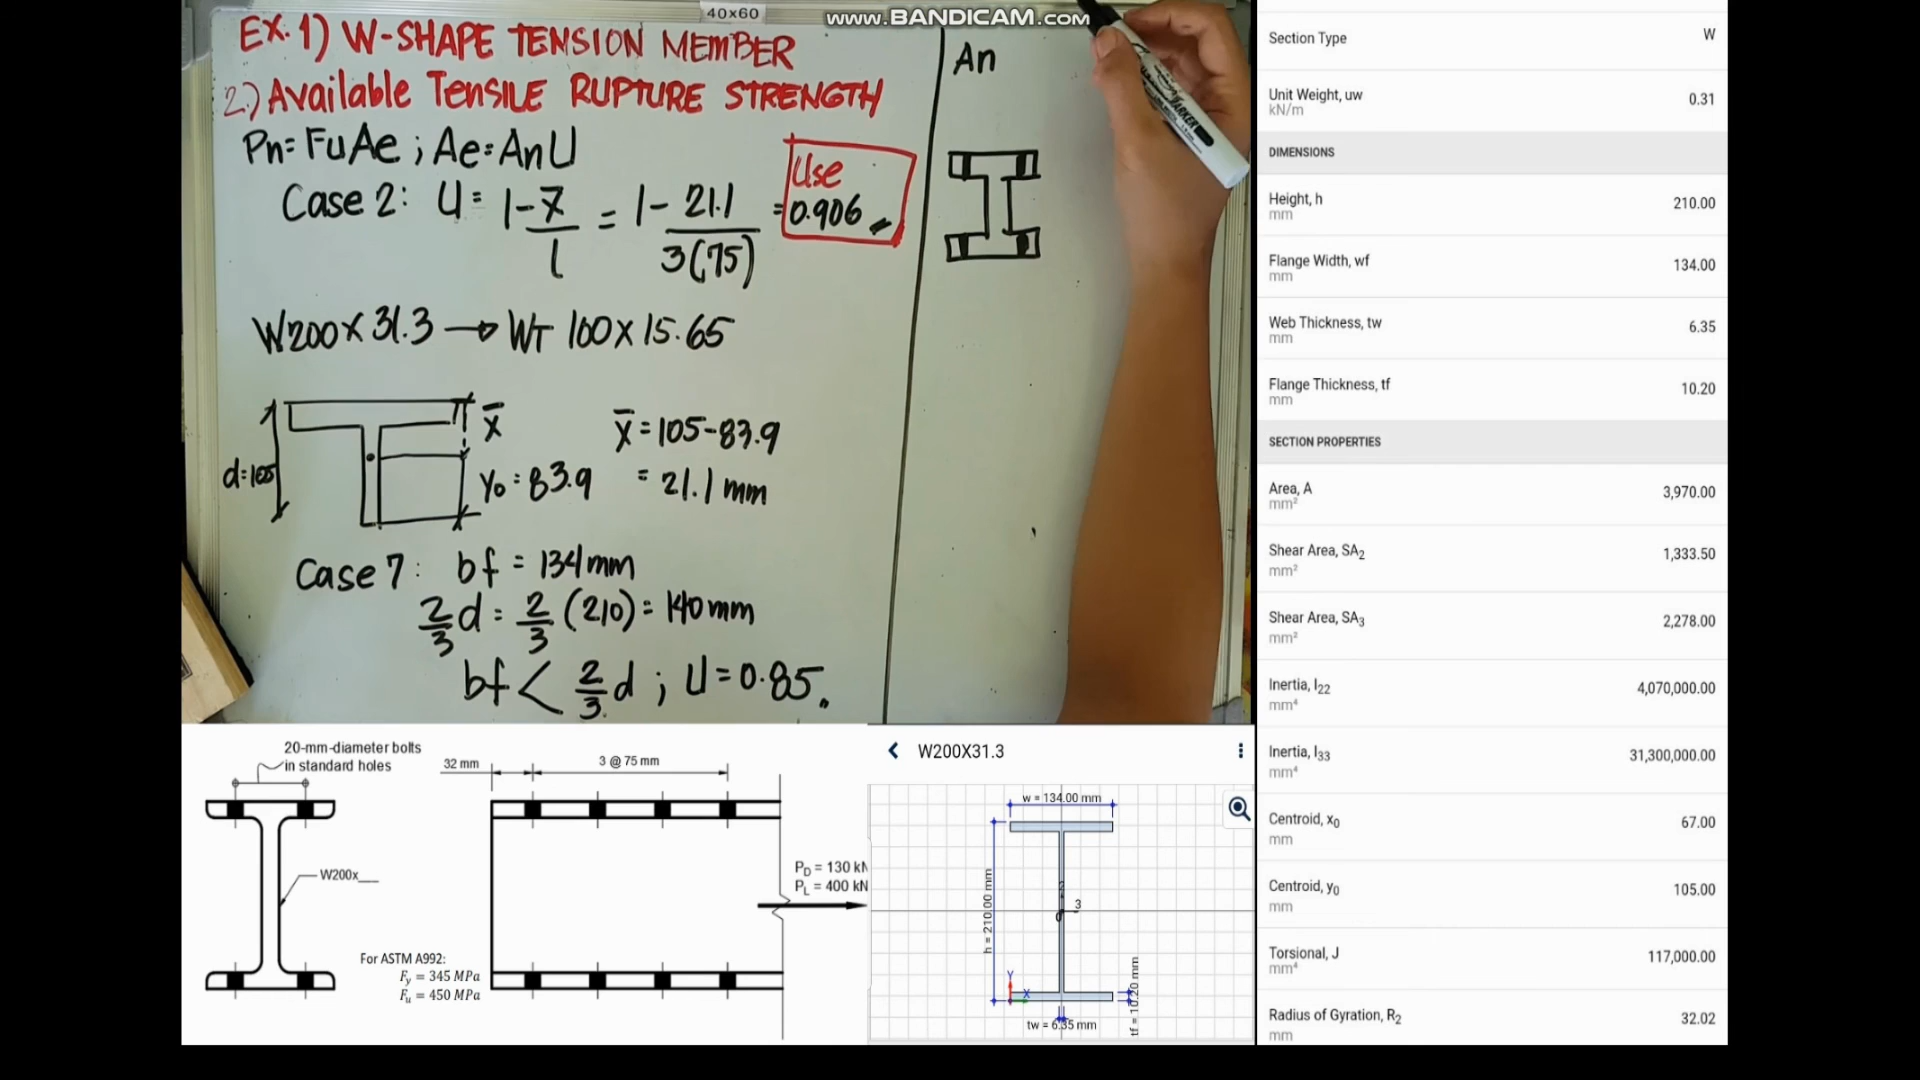 40x60
www.BANDICAM.com
EX.1) W-SHAPE TENSION MEMBER
2.) Available TENSILE RUPTURE STRENGTH
Pn=FuAe ; Ae=AnU
Case 2: U= 1-x̄/l = 1- 21.1/3(75) =0.906
Use
W200x31.3 → WT 100x15.65
x̄
d=105
Yo=83.9
x̄=105-83.9
= 21.1 mm
Case 7: bf = 134mm
2/3 d = 2/3 (210) = 140mm
bf < 2/3 d ; U=0.85
An
MARKER
20-mm-diameter bolts
in standard holes
W200x___
For ASTM A992:
Fy = 345 MPa
Fu = 450 MPa
32 mm
3 @ 75 mm
PD = 130 kN
PL = 400 kN
W200X31.3
w = 134.00 mm
h = 210.00 mm
2
3
0
Y
X
tw = 6.35 mm
tf = 10.20 mm
Section Type W
Unit Weight, uw 0.31
kN/m
DIMENSIONS
Height, h 210.00
mm
Flange Width, wf 134.00
mm
Web Thickness, tw 6.35
mm
Flange Thickness, tf 10.20
mm
SECTION PROPERTIES
Area, A 3,970.00
mm²
Shear Area, SA2 1,333.50
mm²
Shear Area, SA3 2,278.00
mm²
Inertia, I22 4,070,000.00
mm⁴
Inertia, I33 31,300,000.00
mm⁴
Centroid, x0 67.00
mm
Centroid, y0 105.00
mm
Torsional, J 117,000.00
mm⁴
Radius of Gyration, R2 32.02
mm